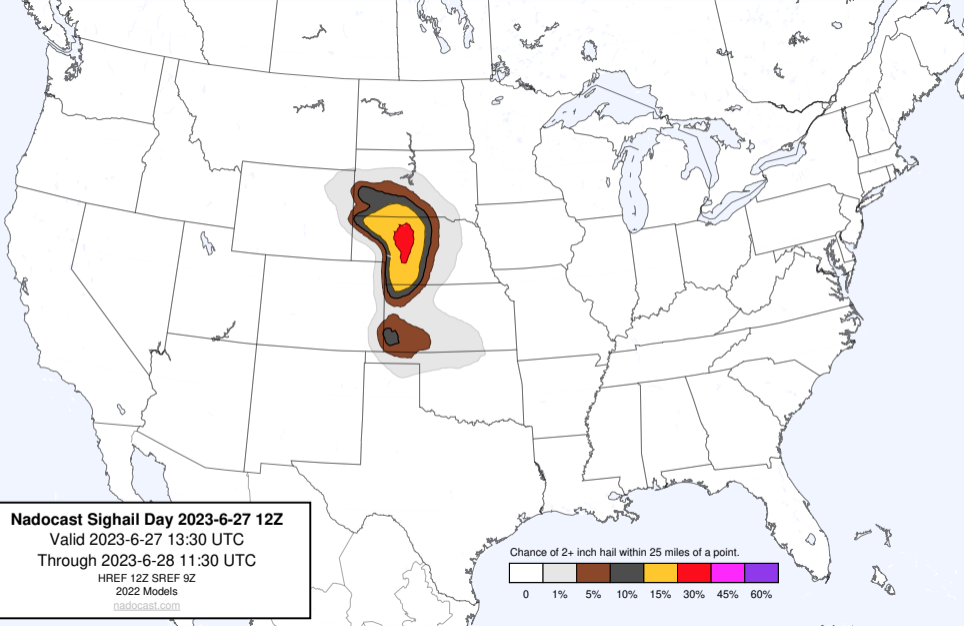 Nadocast Sighail Day 2023-6-27 12Z
Valid 2023-6-27 13:30 UTC
Through 2023-6-28 11:30 UTC
HREF 12Z SREF 9Z
2022 Models
nadocast.com
Chance of 2+ inch hail within 25 miles of a point.
0 1% 5% 10% 15% 30% 45% 60%